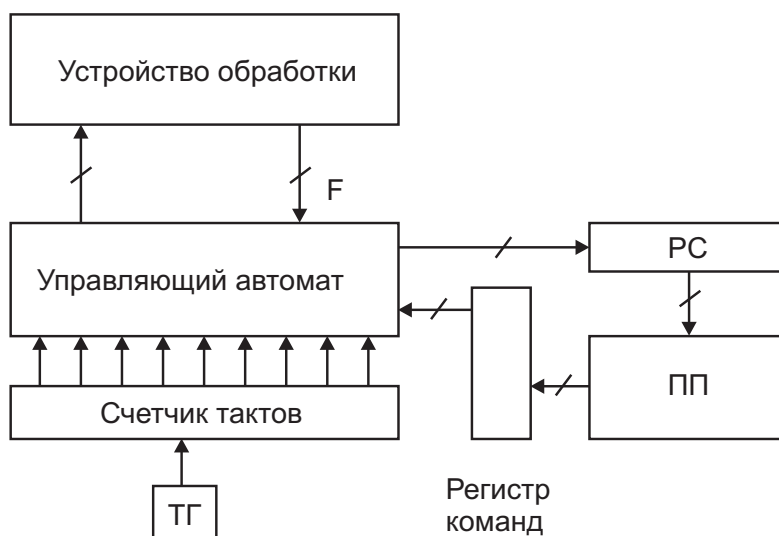 Устройство обработки
F
Управляющий автомат
РС
ПП
Счетчик тактов
ТГ
Регистр
команд